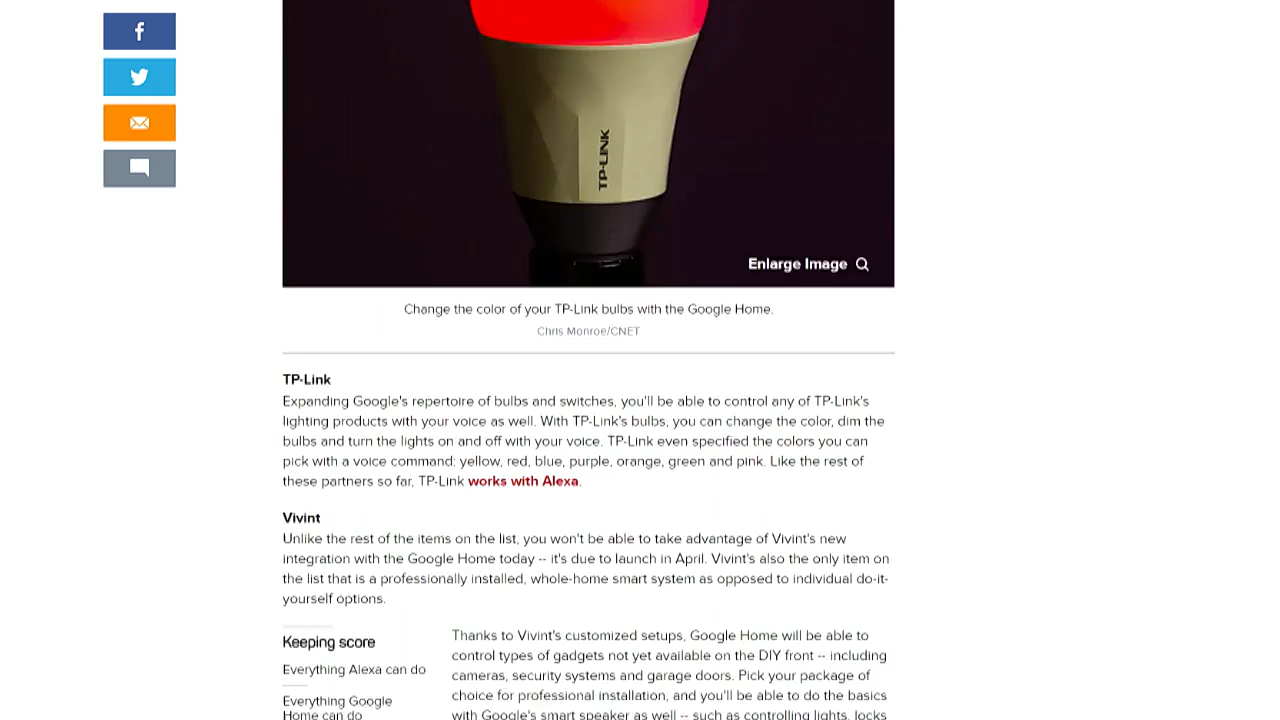 TP-LINK
Enlarge Image
Change the color of your TP-Link bulbs with the Google Home.
Chris Monroe/CNET
TP-Link
Expanding Google's repertoire of bulbs and switches, you'll be able to control any of TP-Link's
lighting products with your voice as well. With TP-Link's bulbs, you can change the color, dim the
bulbs and turn the lights on and off with your voice. TP-Link even specified the colors you can
pick with a voice command: yellow, red, blue, purple, orange, green and pink. Like the rest of
these partners so far, TP-Link works with Alexa.
Vivint
Unlike the rest of the items on the list, you won't be able to take advantage of Vivint's new
integration with the Google Home today -- it's due to launch in April. Vivint's also the only item on
the list that is a professionally installed, whole-home smart system as opposed to individual do-it-
yourself options.
Keeping score
Everything Alexa can do
Everything Google
Home can do
Thanks to Vivint's customized setups, Google Home will be able to
control types of gadgets not yet available on the DIY front -- including
cameras, security systems and garage doors. Pick your package of
choice for professional installation, and you'll be able to do the basics
with Google's smart speaker as well -- such as controlling lights, locks